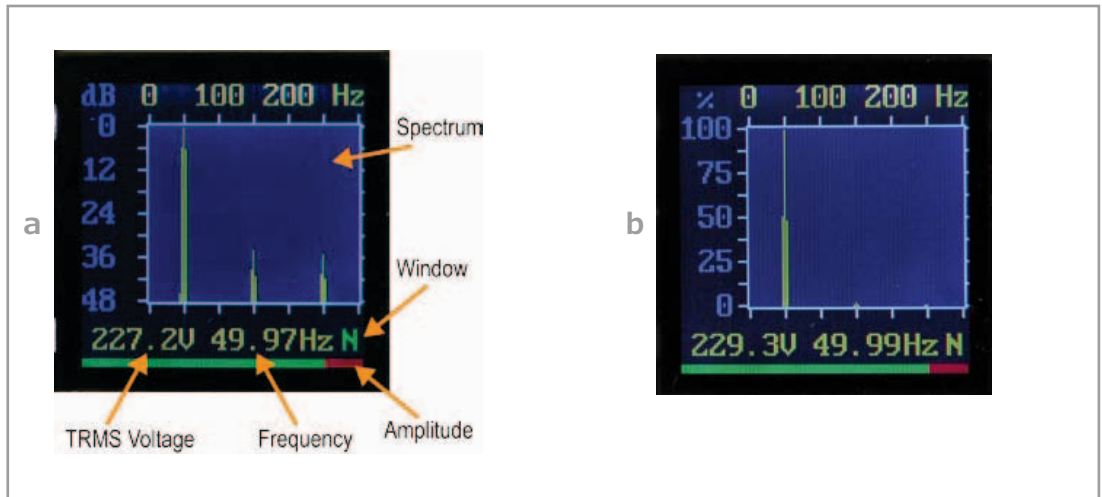 a
dB 0 100 200 Hz
0
12
24
36
48
227.2V 49.97Hz N
Spectrum
Window
Amplitude
Frequency
TRMS Voltage
b
% 0 100 200 Hz
100
75
50
25
0
229.3V 49.99Hz N